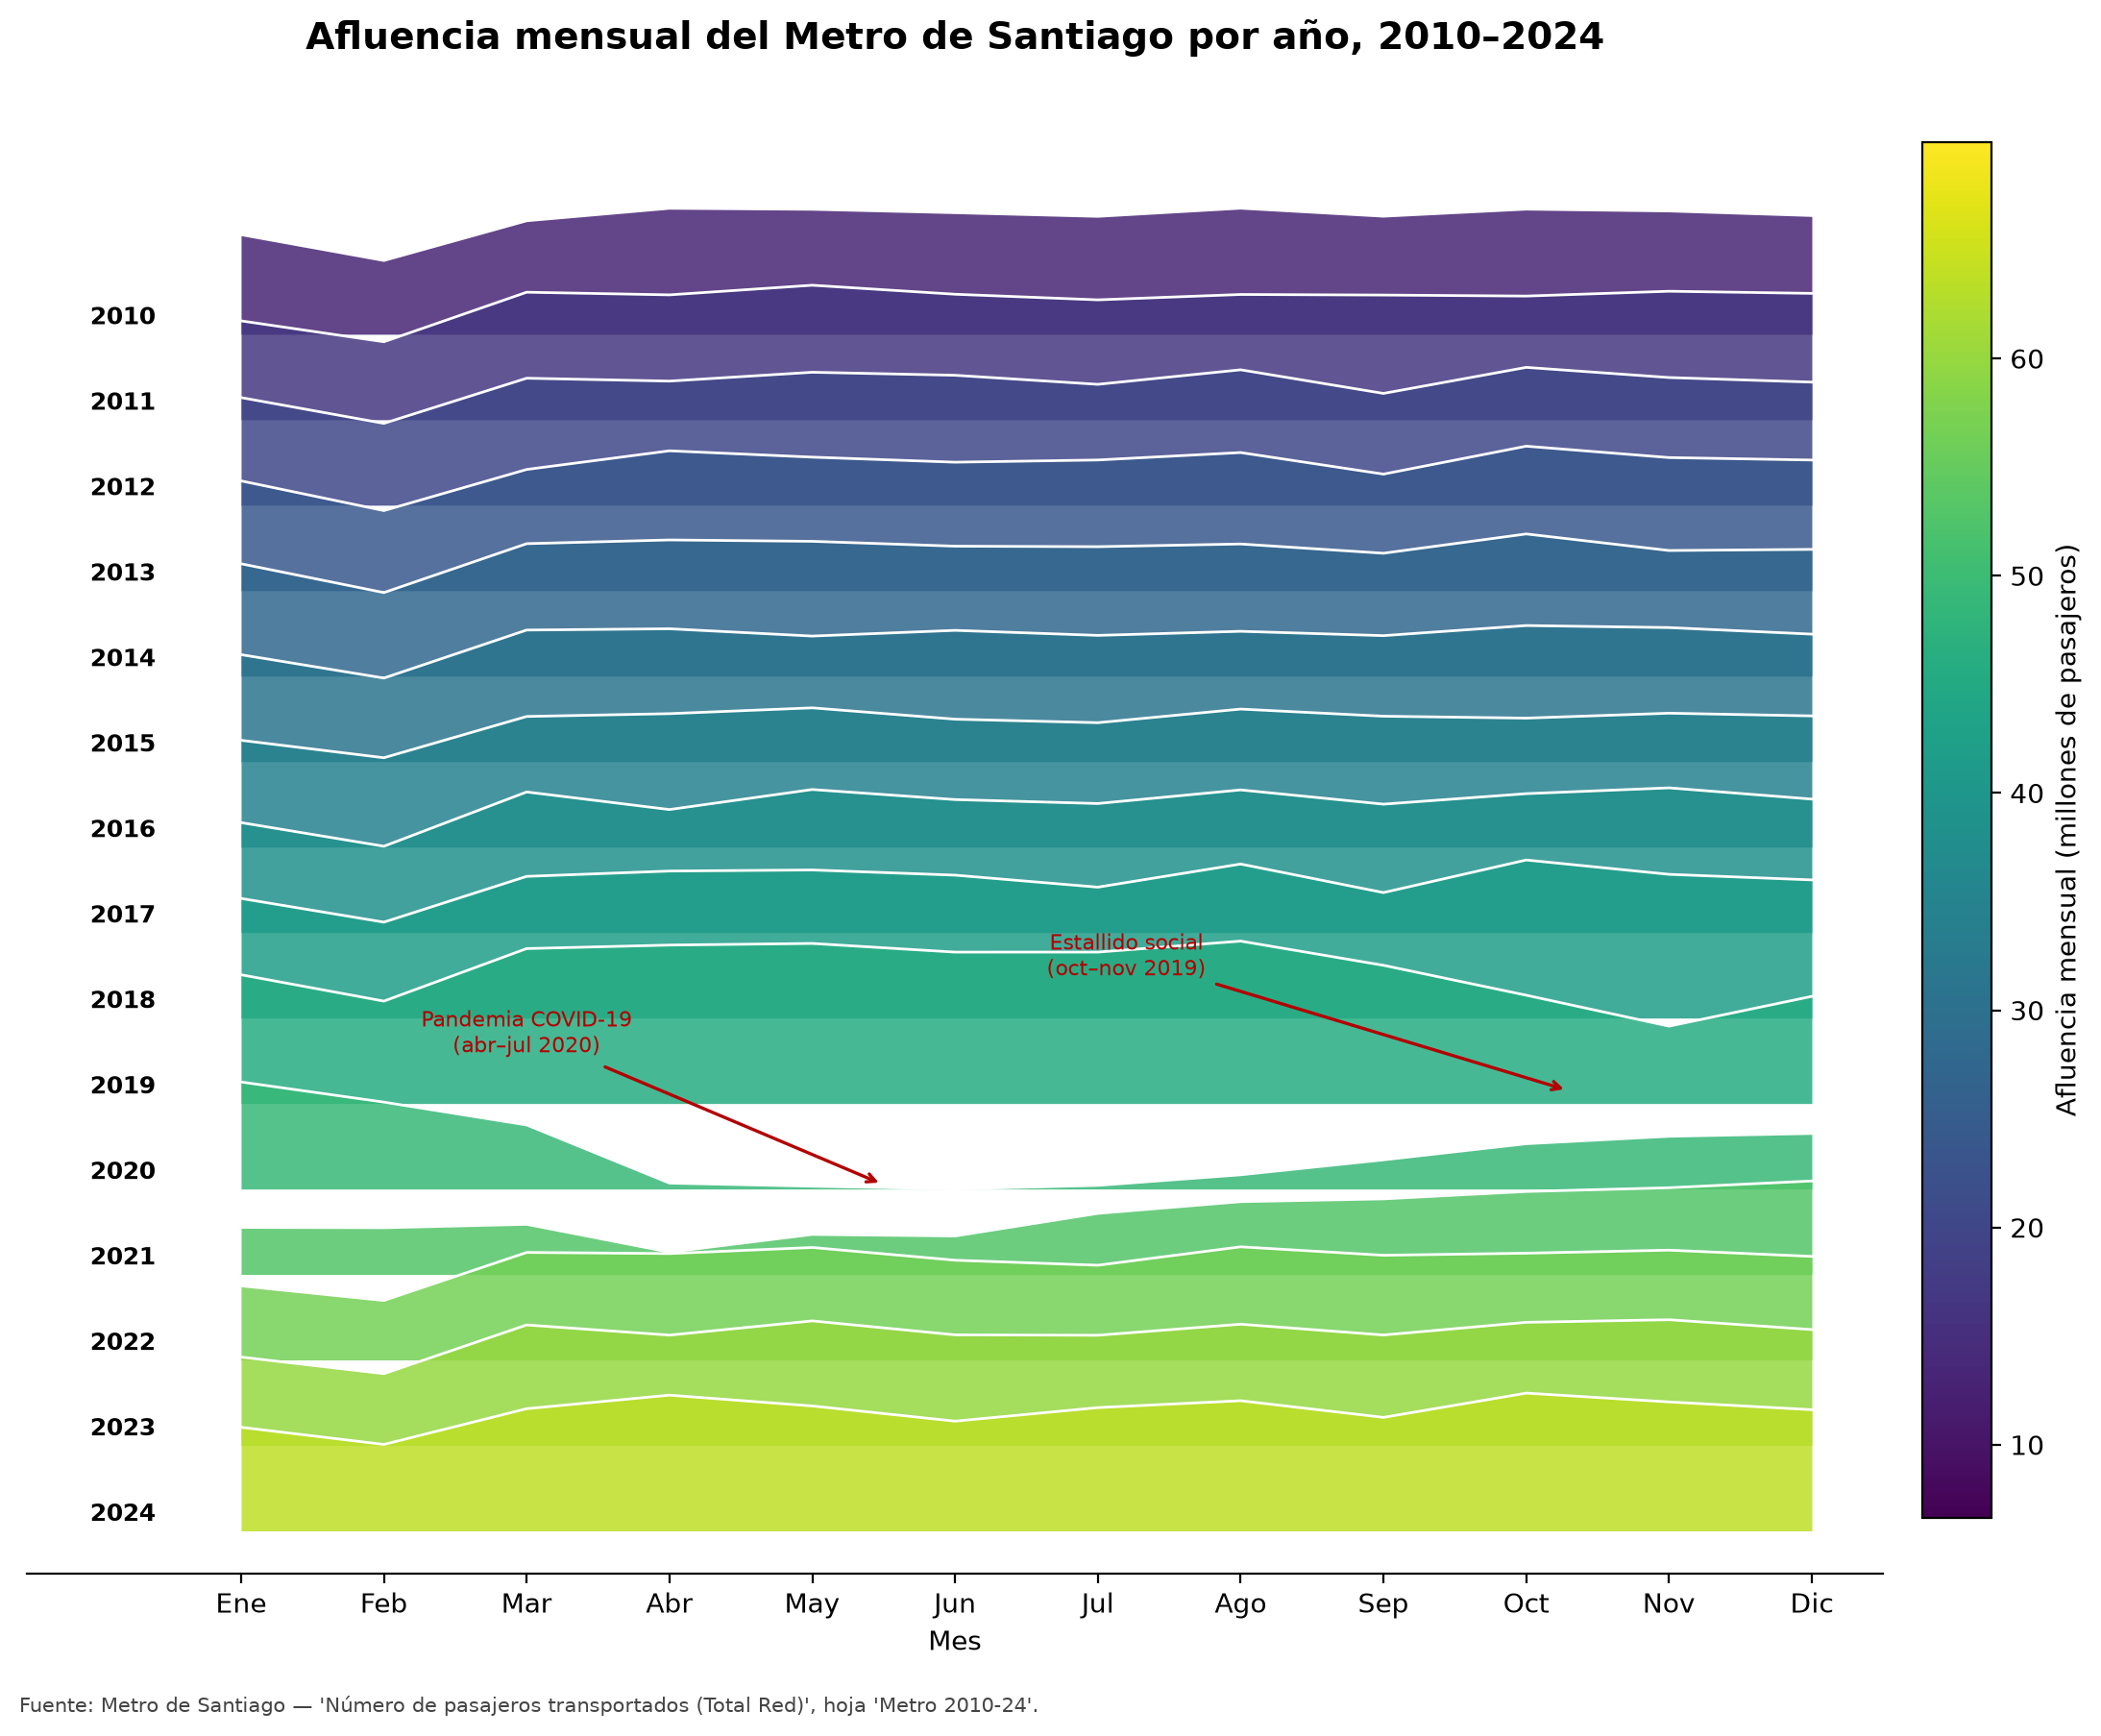 Afluencia mensual del Metro de Santiago por año, 2010–2024
2010
2011
2012
2013
2014
2015
2016
2017
2018
2019
2020
2021
2022
2023
2024
Estallido social
(oct–nov 2019)
Pandemia COVID-19
(abr–jul 2020)
60
50
40
30
20
10
Afluencia mensual (millones de pasajeros)
Ene Feb Mar Abr May Jun Jul Ago Sep Oct Nov Dic
Mes
Fuente: Metro de Santiago — 'Número de pasajeros transportados (Total Red)', hoja 'Metro 2010-24'.